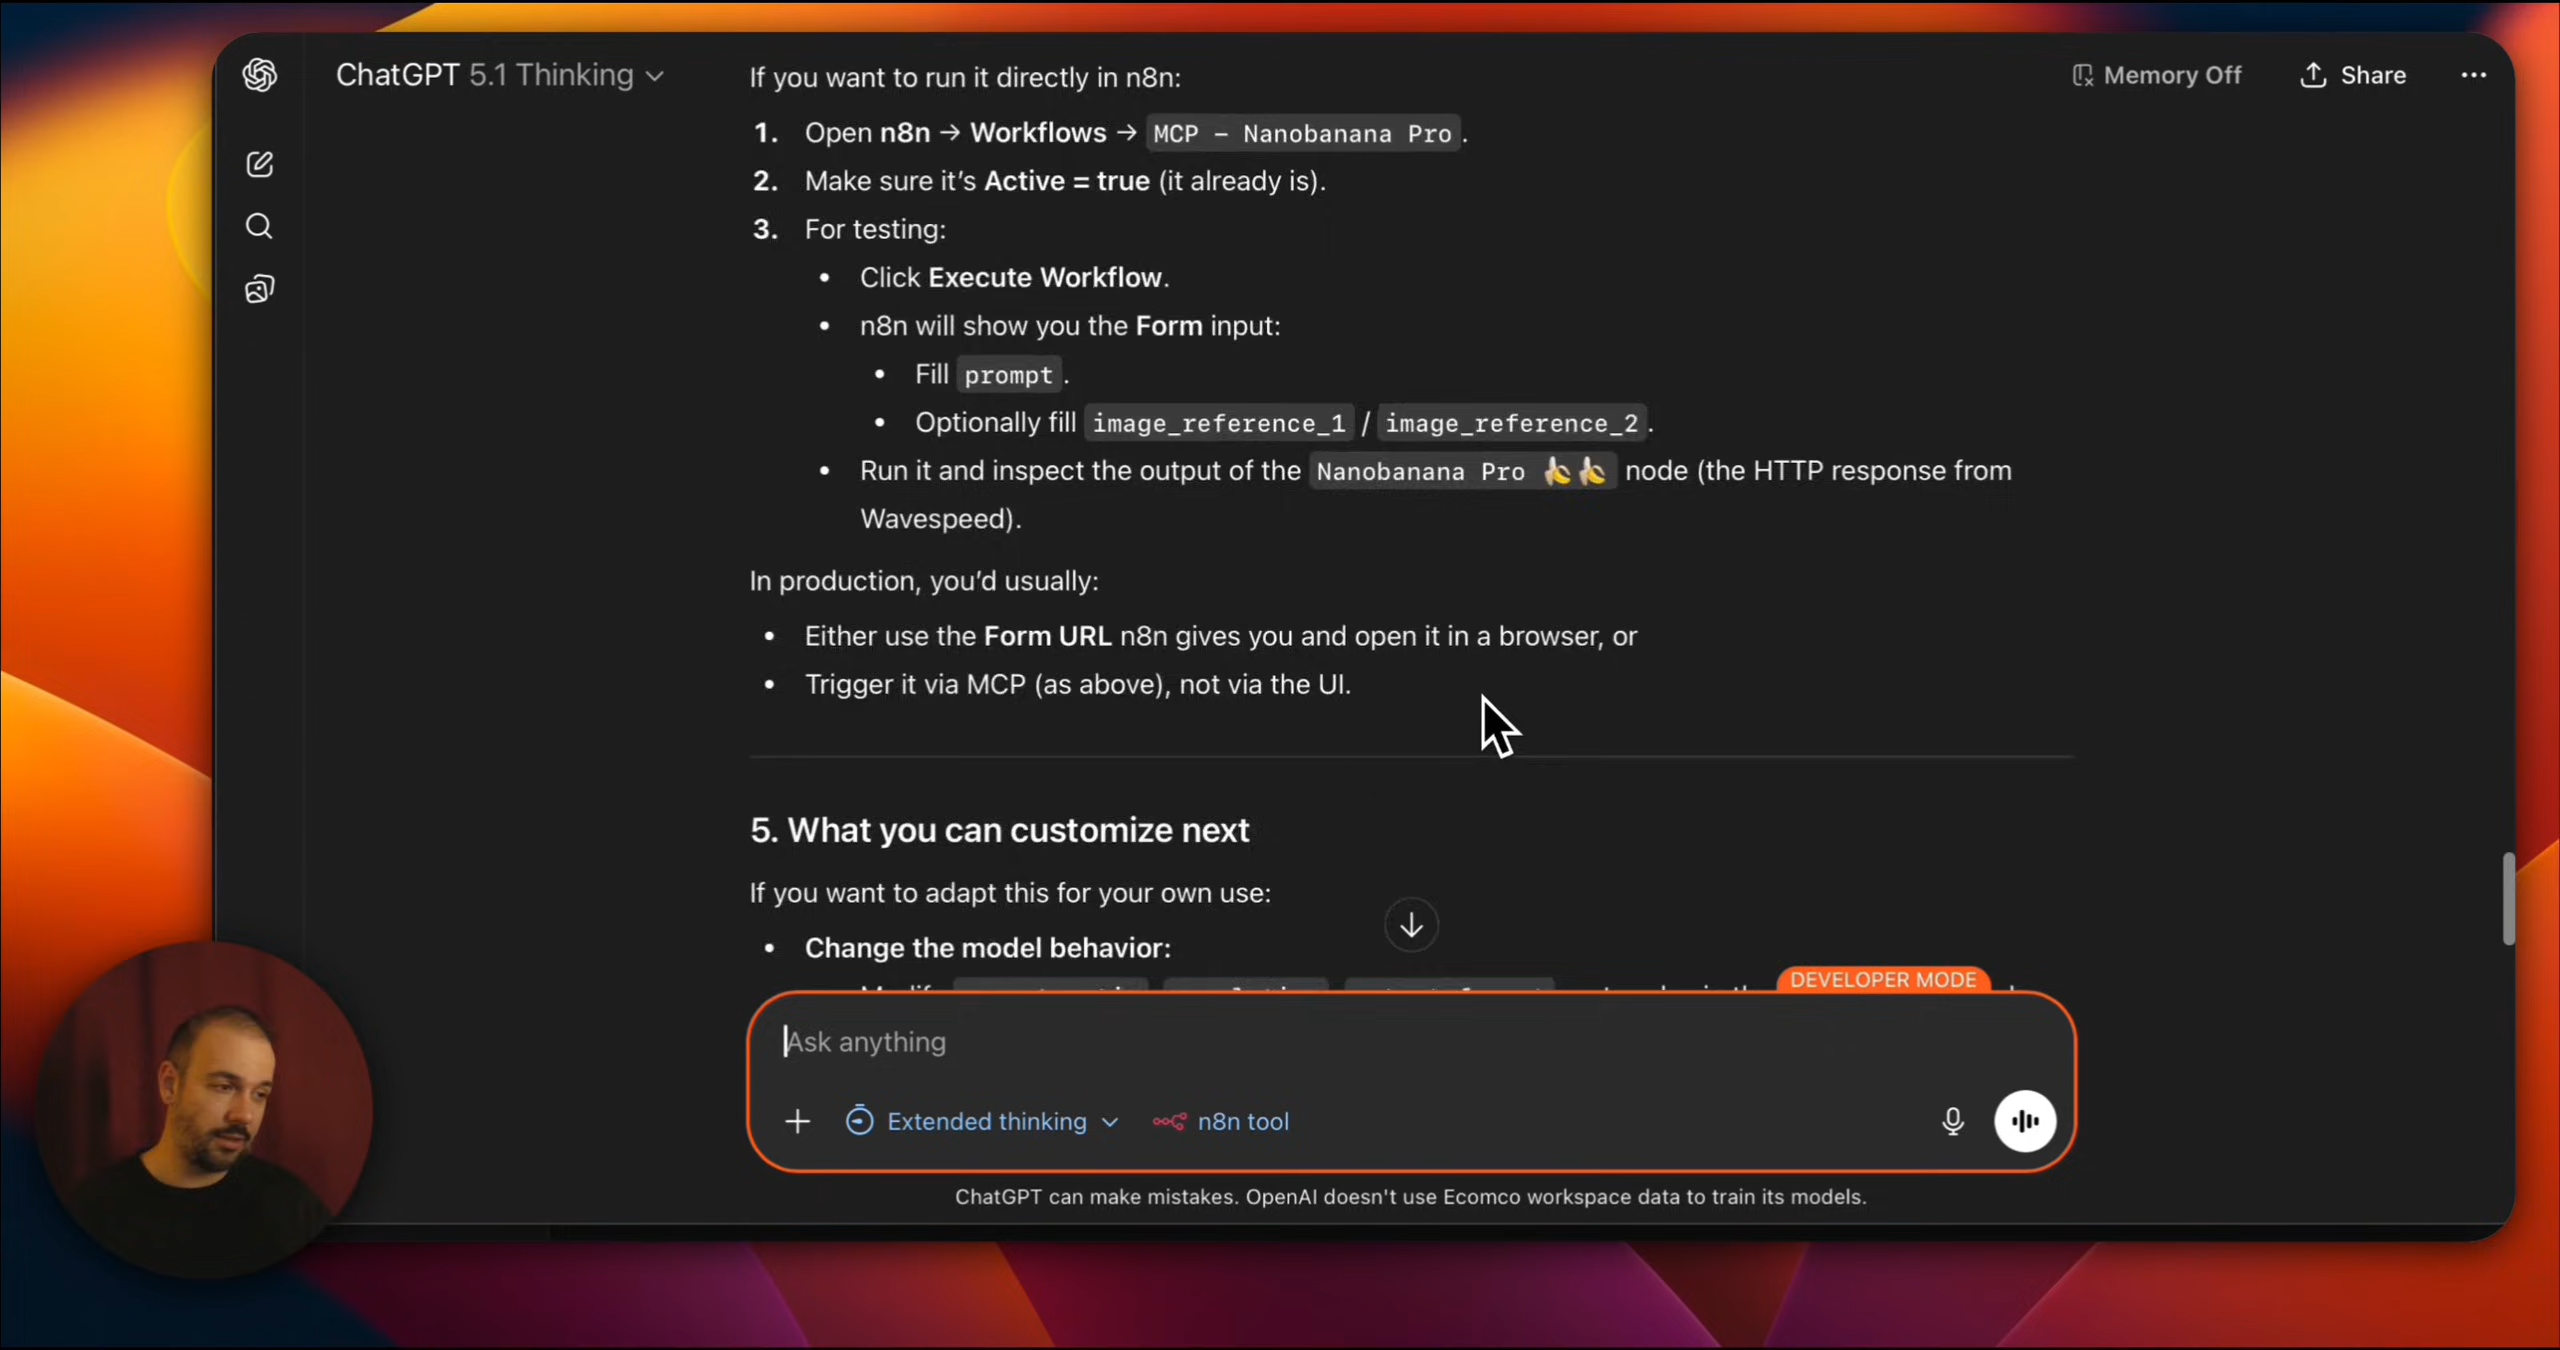 ChatGPT 5.1 Thinking
Memory Off
Share
If you want to run it directly in n8n:
1. Open n8n → Workflows → MCP – Nanobanana Pro.
2. Make sure it’s Active = true (it already is).
3. For testing:
• Click Execute Workflow.
• n8n will show you the Form input:
• Fill prompt.
• Optionally fill image_reference_1 / image_reference_2.
• Run it and inspect the output of the Nanobanana Pro 🍌🍌 node (the HTTP response from
Wavespeed).
In production, you’d usually:
• Either use the Form URL n8n gives you and open it in a browser, or
• Trigger it via MCP (as above), not via the UI.
5. What you can customize next
If you want to adapt this for your own use:
• Change the model behavior:
DEVELOPER MODE
Ask anything
Extended thinking
n8n tool
ChatGPT can make mistakes. OpenAI doesn't use Ecomco workspace data to train its models.